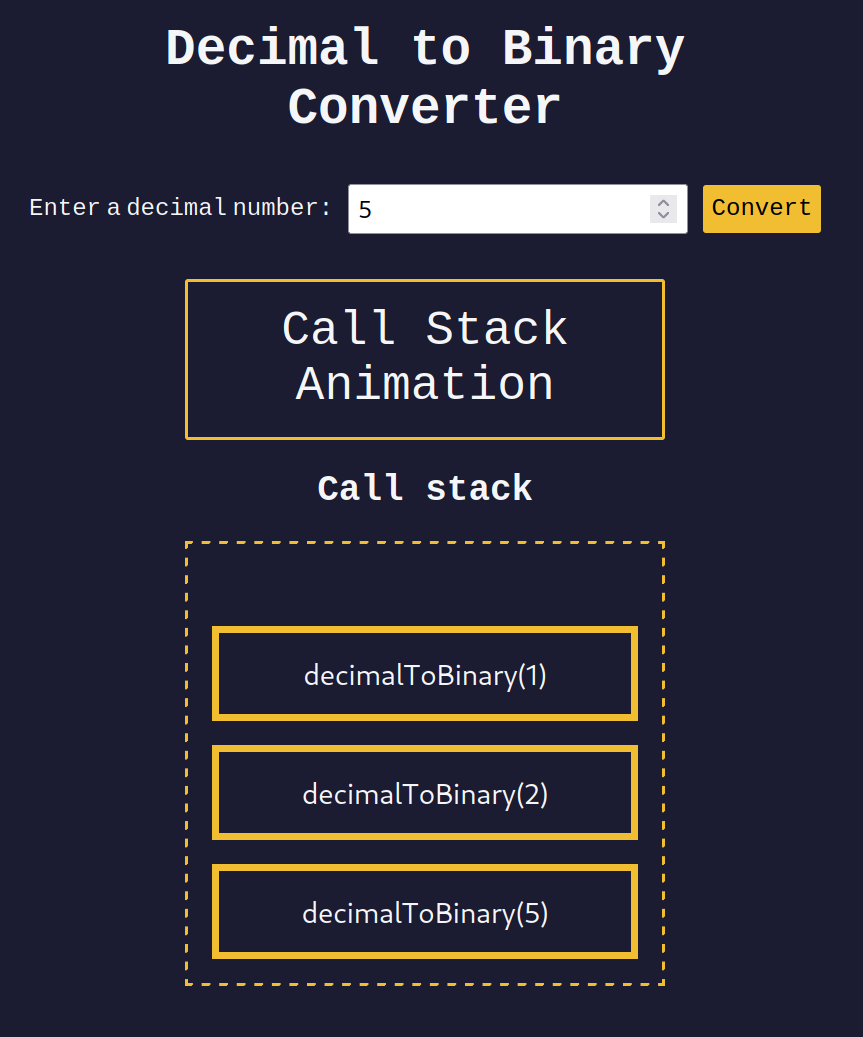 Decimal to Binary
Converter
Enter a decimal number: 5 Convert
Call Stack
Animation
Call stack
decimalToBinary(1)
decimalToBinary(2)
decimalToBinary(5)